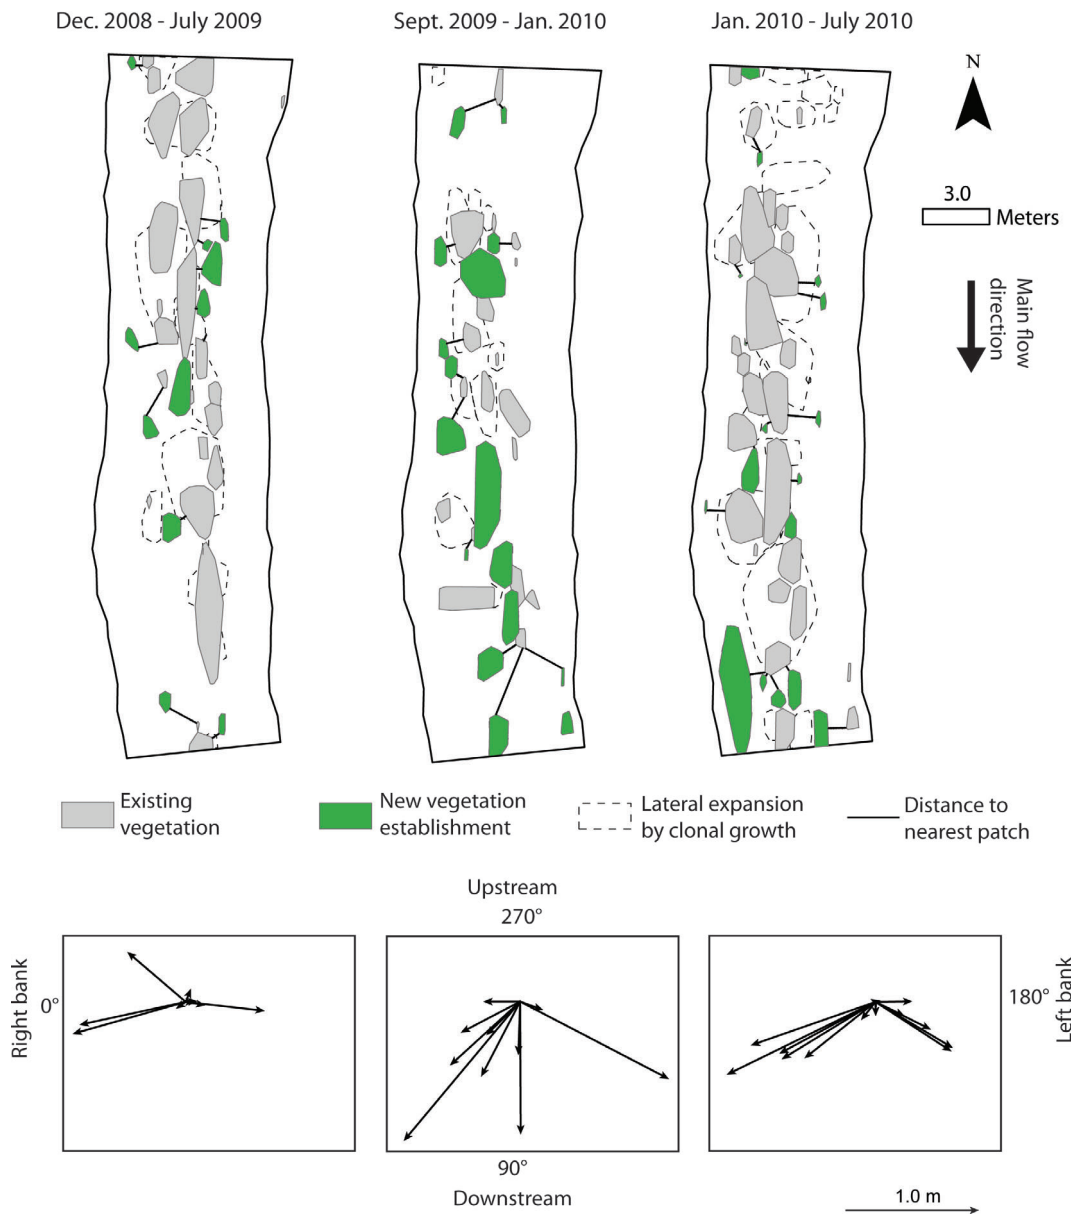 Dec. 2008 - July 2009
Sept. 2009 - Jan. 2010
Jan. 2010 - July 2010
N
3.0
Meters
Main flow
direction
Existing
vegetation
New vegetation
establishment
Lateral expansion
by clonal growth
Distance to
nearest patch
Upstream
270°
Right bank
0°
180°
Left bank
90°
Downstream
1.0 m